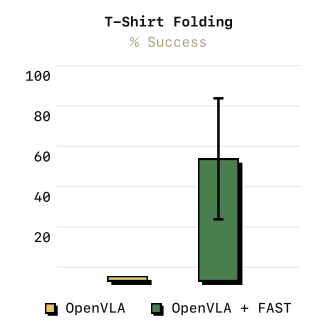 T-Shirt Folding
% Success
100
80
60
40
20
OpenVLA
OpenVLA + FAST